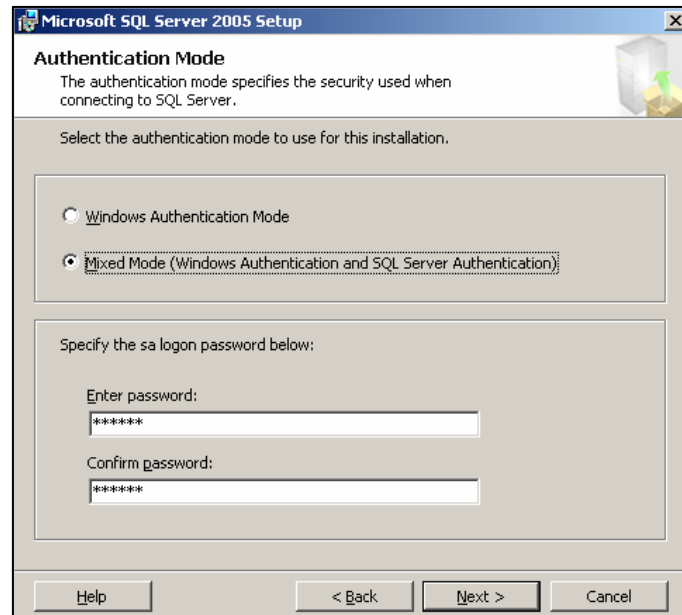 Microsoft SQL Server 2005 Setup
Authentication Mode
The authentication mode specifies the security used when
connecting to SQL Server.
Select the authentication mode to use for this installation.
Windows Authentication Mode
Mixed Mode (Windows Authentication and SQL Server Authentication)
Specify the sa logon password below:
Enter password:
******
Confirm password:
******
Help < Back Next > Cancel